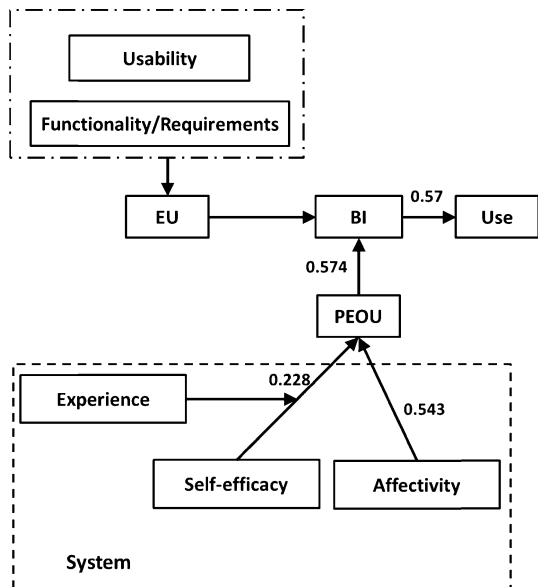 Usability
Functionality/Requirements
EU
BI
0.57
Use
0.574
PEOU
0.228
Experience
0.543
Self-efficacy
Affectivity
System